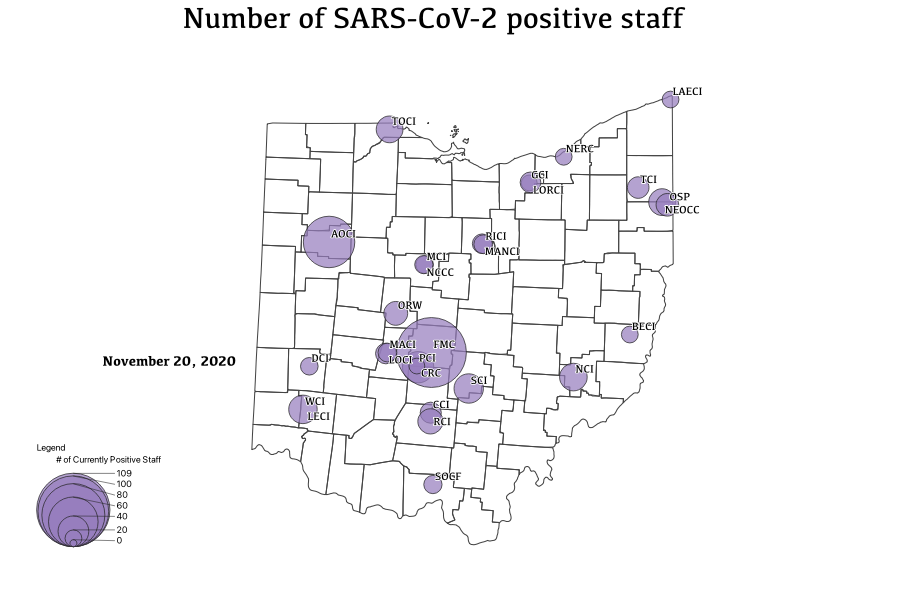 Number of SARS-CoV-2 positive staff
LAECI
TOCI
NERC
GCI
LORCI
TCI
OSP
NEOCC
AOCI
RICI
MANCI
MCI
NCCC
ORW
BECI
MACI
FMC
LOCI
PCI
CRC
November 20, 2020
DCI
NCI
SCI
WCI
LECI
CCI
RCI
SOCF
Legend
# of Currently Positive Staff
109
100
80
60
40
20
0